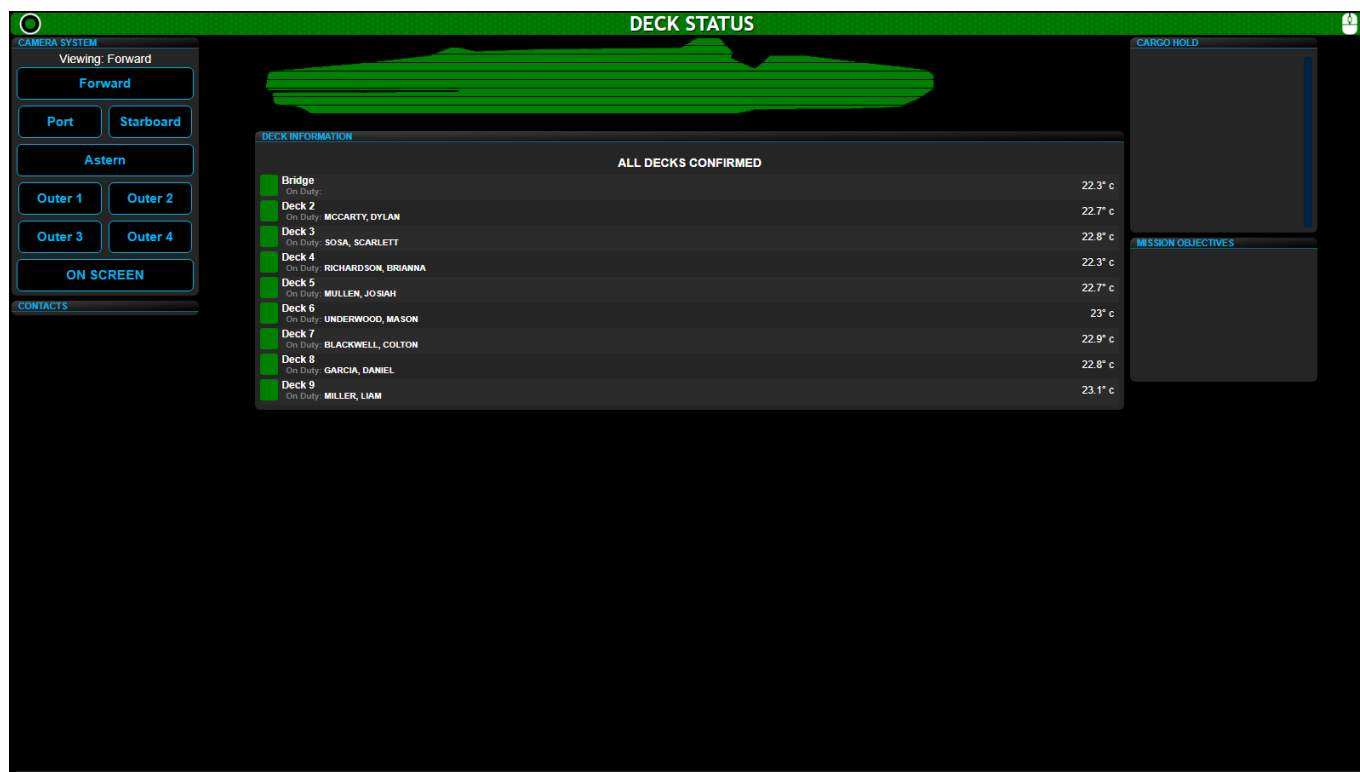 DECK STATUS
CAMERA SYSTEM
Viewing: Forward
Forward
Port
Starboard
Astern
Outer 1
Outer 2
Outer 3
Outer 4
ON SCREEN
CONTACTS
DECK INFORMATION
ALL DECKS CONFIRMED
Bridge
On Duty:
22.3° c
Deck 2
On Duty: MCCARTY, DYLAN
22.7° c
Deck 3
On Duty: SOSA, SCARLETT
22.8° c
Deck 4
On Duty: RICHARDSON, BRIANNA
22.3° c
Deck 5
On Duty: MULLEN, JOSIAH
22.7° c
Deck 6
On Duty: UNDERWOOD, MASON
23° c
Deck 7
On Duty: BLACKWELL, COLTON
22.9° c
Deck 8
On Duty: GARCIA, DANIEL
22.8° c
Deck 9
On Duty: MILLER, LIAM
23.1° c
CARGO HOLD
MISSION OBJECTIVES